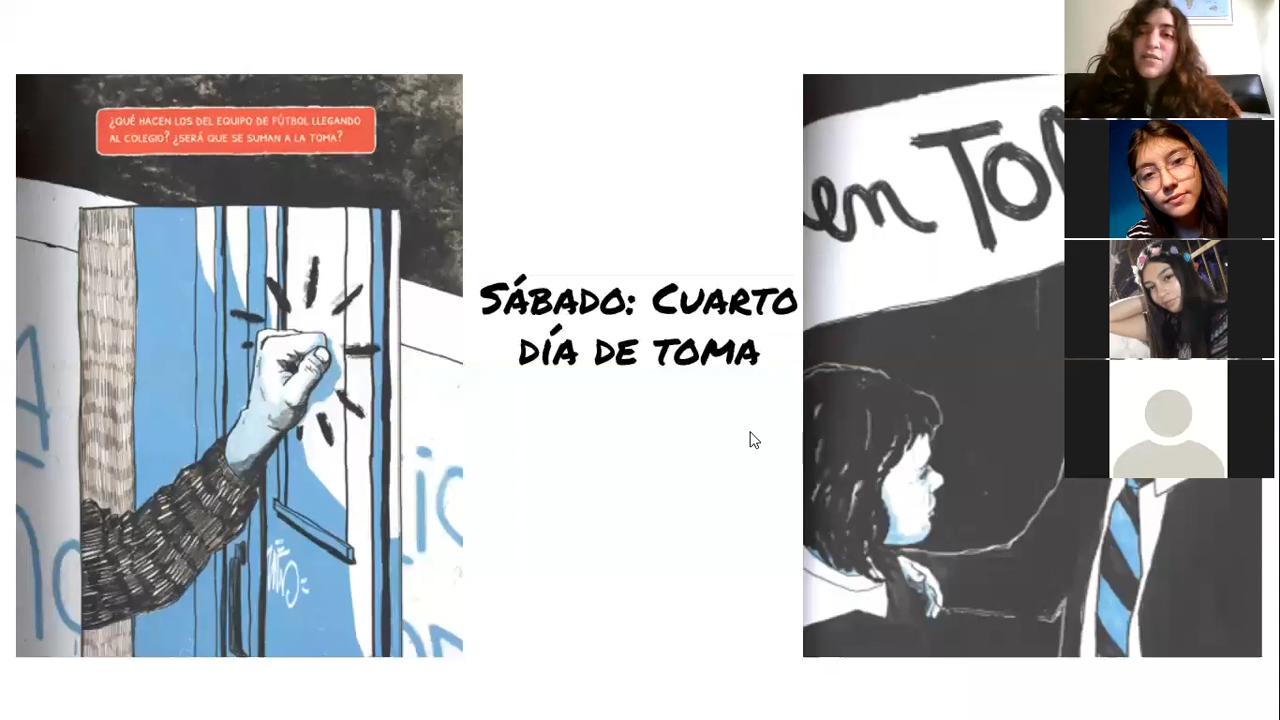 ¿QUÉ HACEN LOS DEL EQUIPO DE FÚTBOL LLEGANDO
AL COLEGIO? ¿SERÁ QUE SE SUMAN A LA TOMA?
SÁBADO: CUARTO
DÍA DE TOMA
en TOM